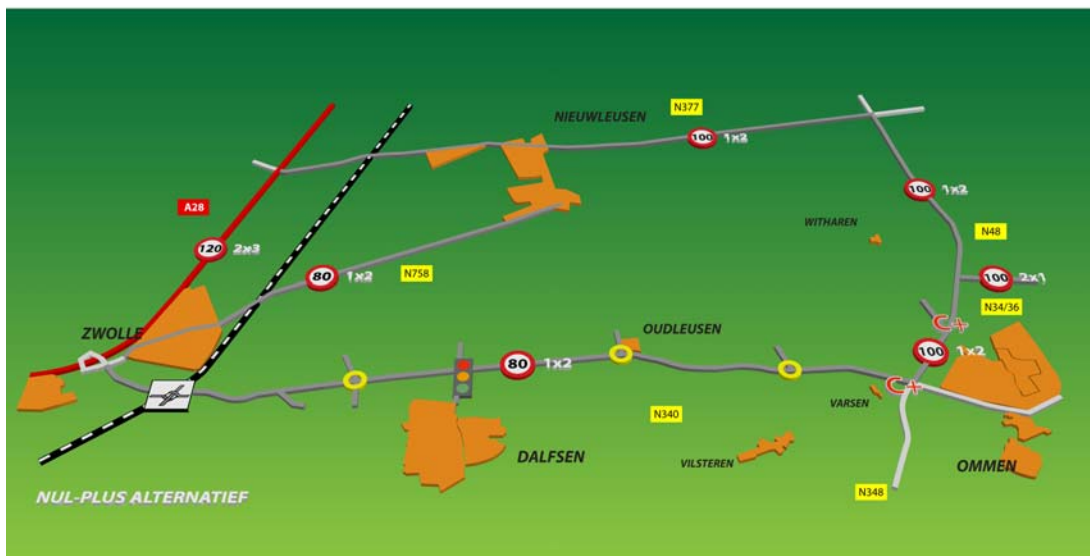 N377
NIEUWLEUSEN
100 1x2
A28
100 1x2
WITHAREN
N48
120 2x3
80 1x2
N758
100 2x1
N34/36
C+
ZWOLLE
OUDLEUSEN
80 1x2
100 1x2
C+
VARSEN
N340
DALFSEN
VILSTEREN
OMMEN
N348
NUL-PLUS ALTERNATIEF